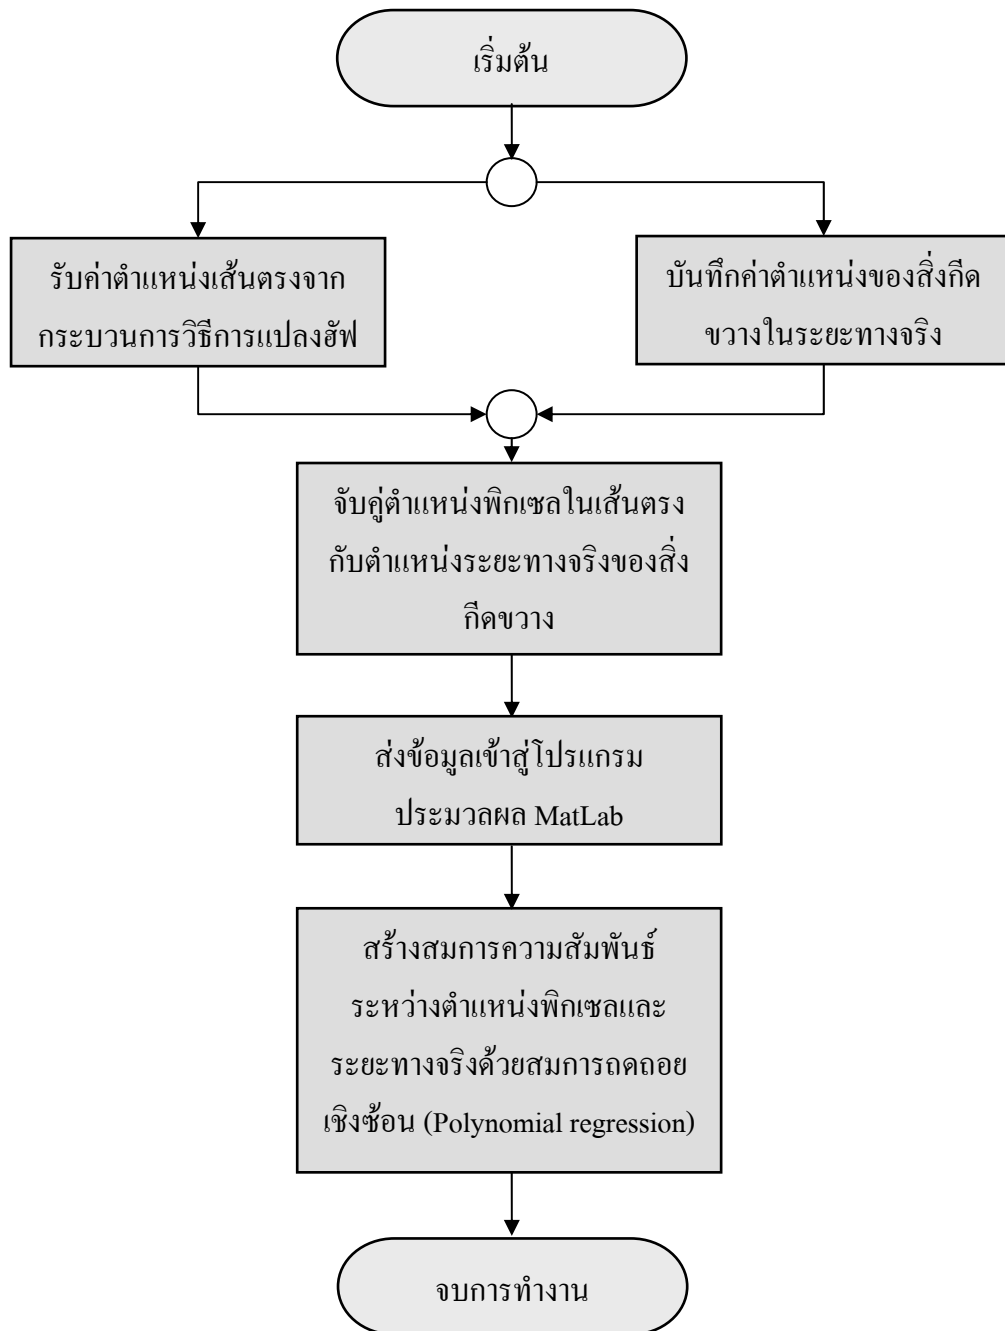 เริ่มต้น
รับค่าตำแหน่งเส้นตรงจาก
กระบวนการวิธีการแปลงฮัฟ
บันทึกค่าตำแหน่งของสิ่งกีด
ขวางในระยะทางจริง
จับคู่ตำแหน่งพิกเซลในเส้นตรง
กับตำแหน่งระยะทางจริงของสิ่ง
กีดขวาง
ส่งข้อมูลเข้าสู่โปรแกรม
ประมวลผล MatLab
สร้างสมการความสัมพันธ์
ระหว่างตำแหน่งพิกเซลและ
ระยะทางจริงด้วยสมการถดถอย
เชิงซ้อน (Polynomial regression)
จบการทำงาน